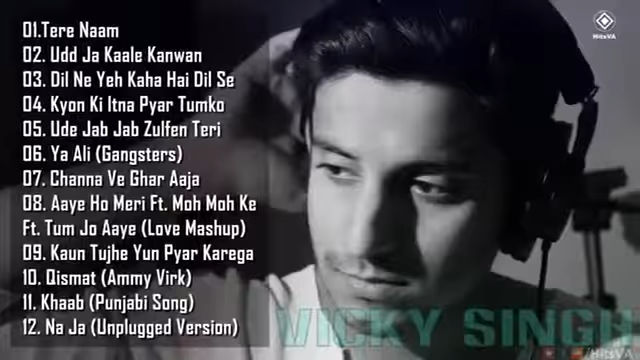 01.Tere Naam
02. Udd Ja Kaale Kanwan
03. Dil Ne Yeh Kaha Hai Dil Se
04. Kyon Ki Itna Pyar Tumko
05. Ude Jab Jab Zulfen Teri
06. Ya Ali (Gangsters)
07. Channa Ve Ghar Aaja
08. Aaye Ho Meri Ft. Moh Moh Ke
Ft. Tum Jo Aaye (Love Mashup)
09. Kaun Tujhe Yun Pyar Karega
10. Qismat (Ammy Virk)
11. Khaab (Punjabi Song)
12. Na Ja (Unplugged Version)
HitsVA
VICKY SINGH
/HitsVA